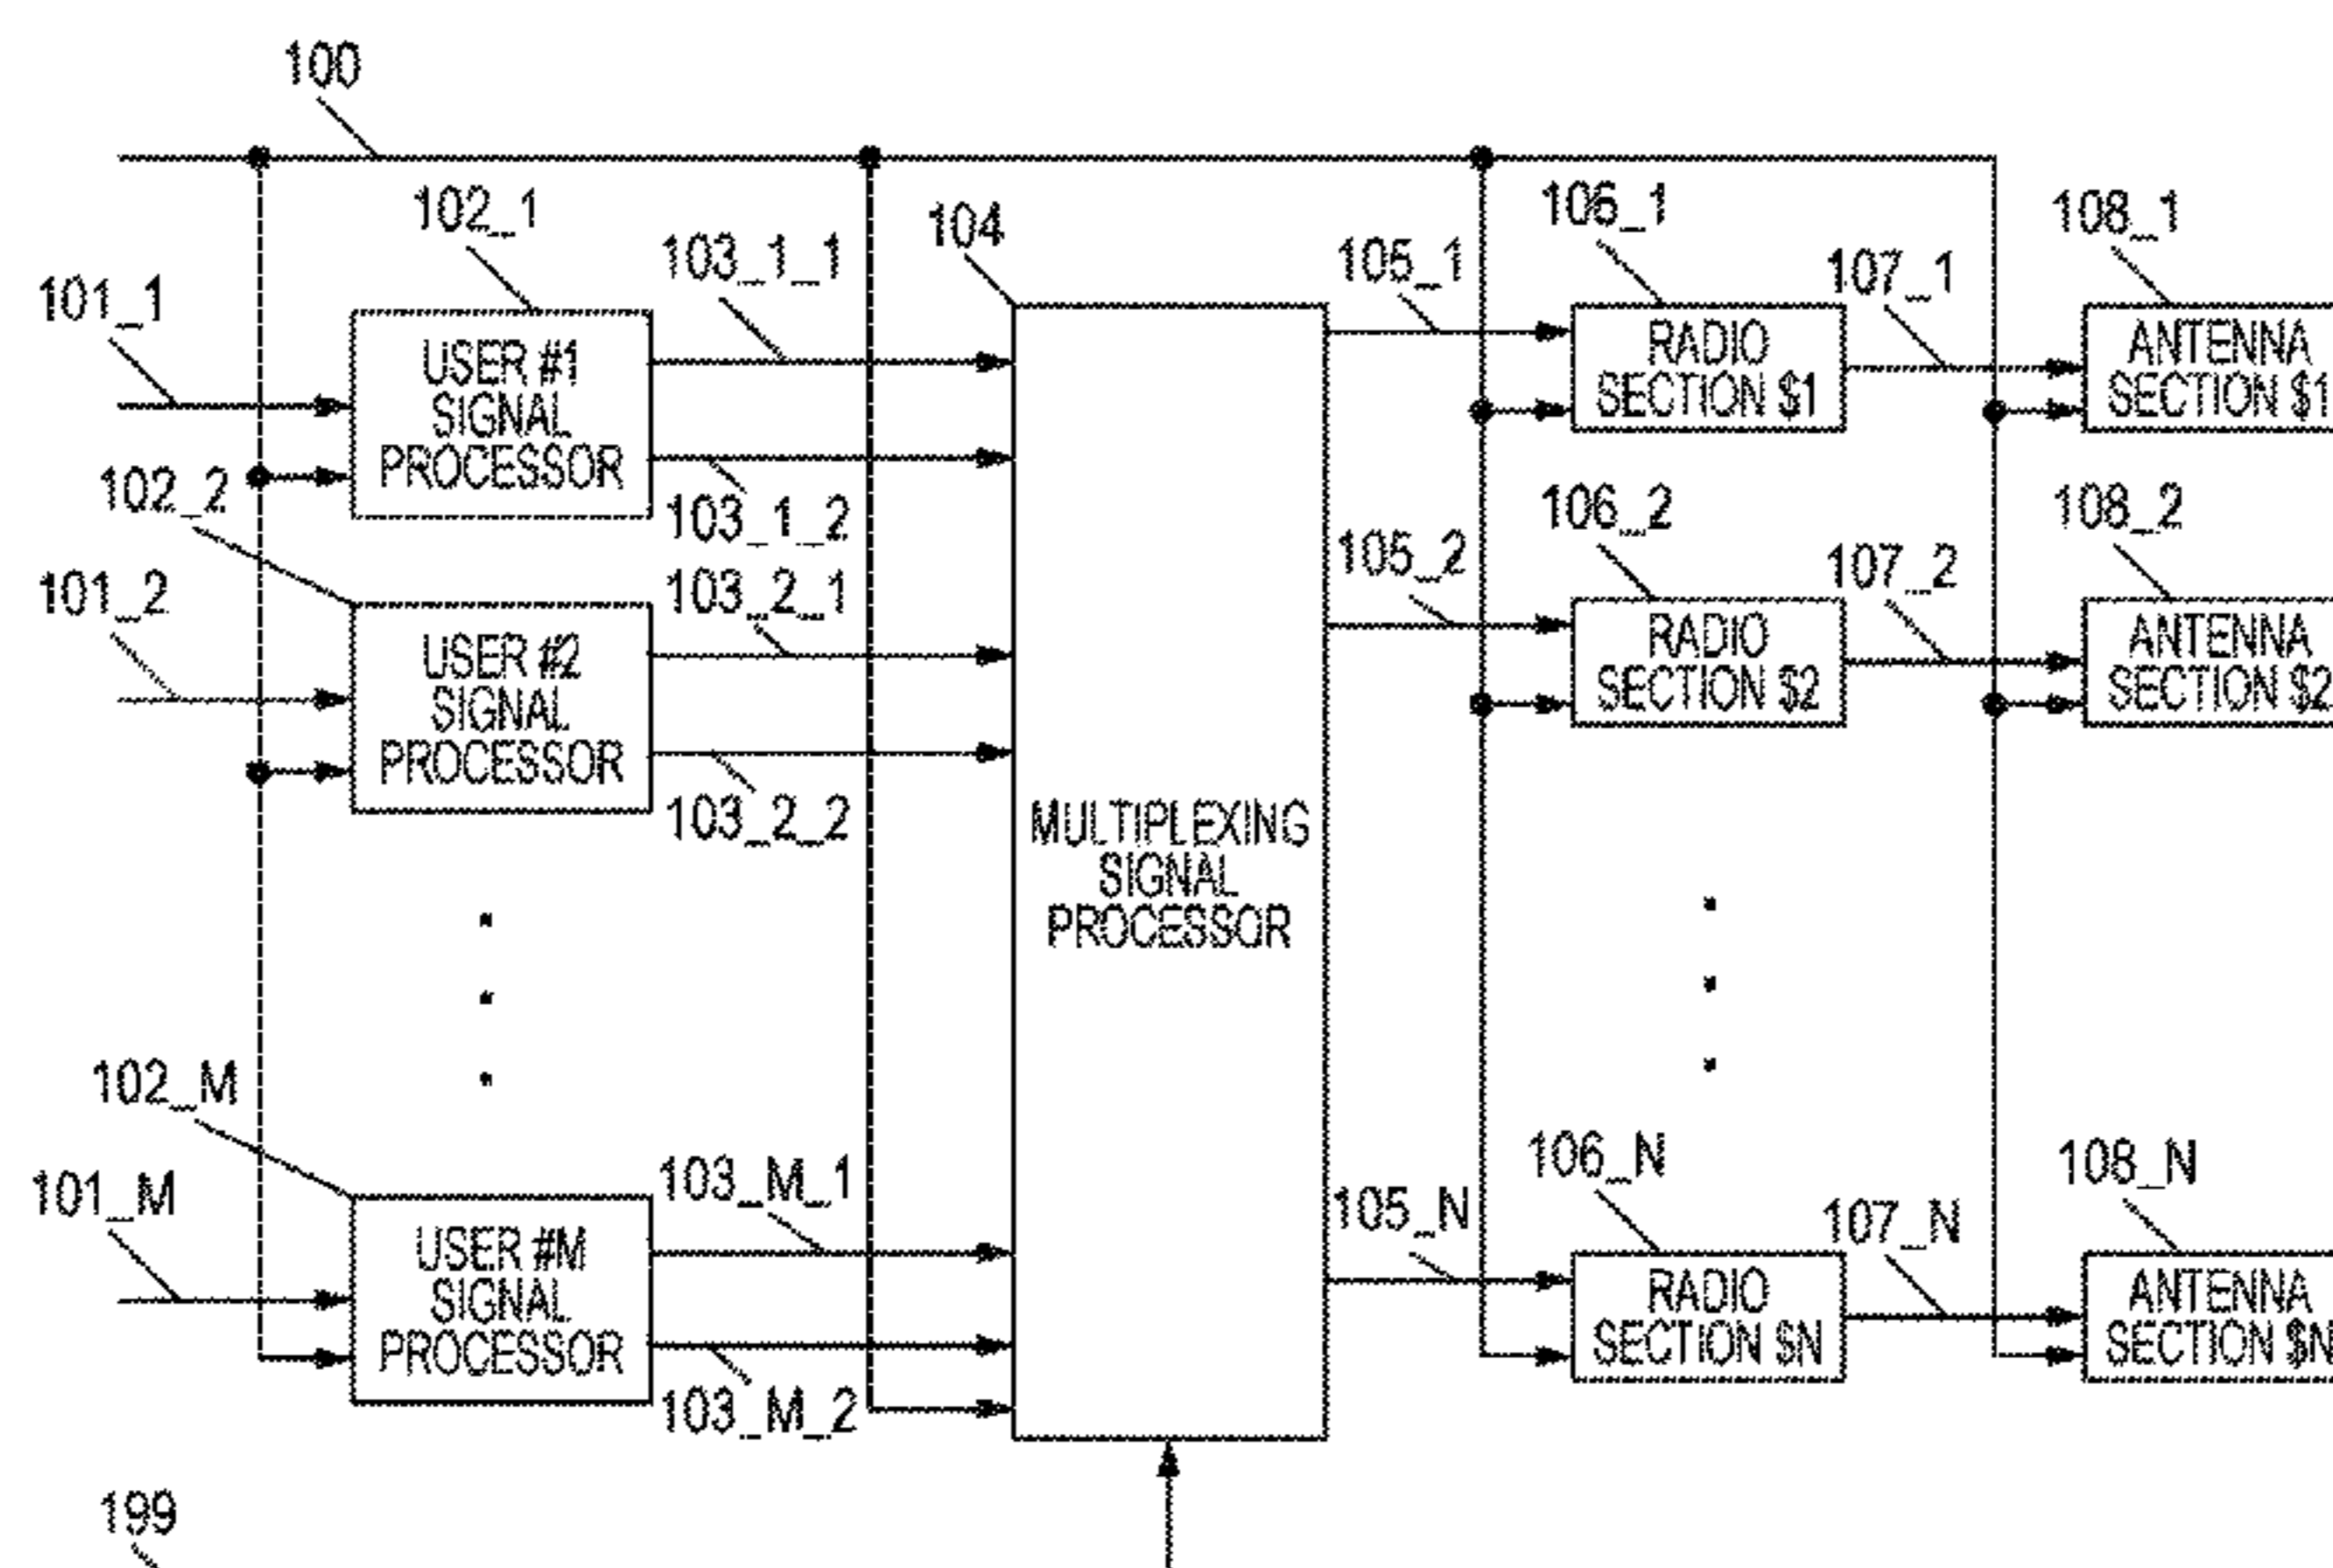 100
102_1
103_1_1
104
105_1
106_1
107_1
108_1
101_1
USER #1
SIGNAL
PROCESSOR
RADIO
SECTION $1
ANTENNA
SECTION $1
102_2
103_1_2
101_2
103_2_1
105_2
106_2
107_2
108_2
USER #2
SIGNAL
PROCESSOR
RADIO
SECTION $2
ANTENNA
SECTION $2
103_2_2
MULTIPLEXING
SIGNAL
PROCESSOR
102_M
101_M
103_M_1
105_N
106_N
107_N
108_N
USER #M
SIGNAL
PROCESSOR
RADIO
SECTION $N
ANTENNA
SECTION $N
103_M_2
199